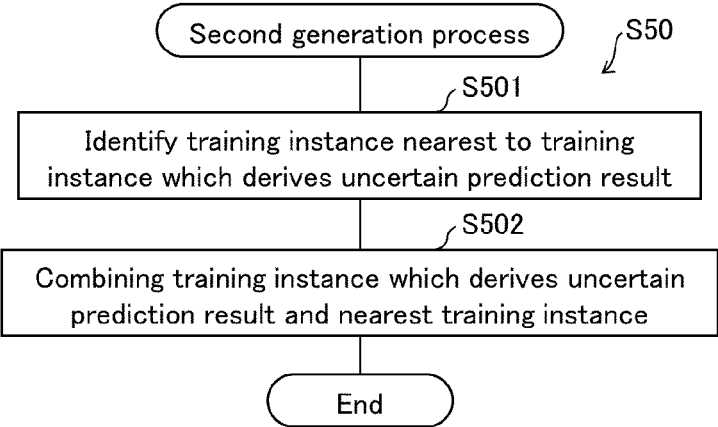 Second generation process
S50
S501
Identify training instance nearest to training
instance which derives uncertain prediction result
S502
Combining training instance which derives uncertain
prediction result and nearest training instance
End